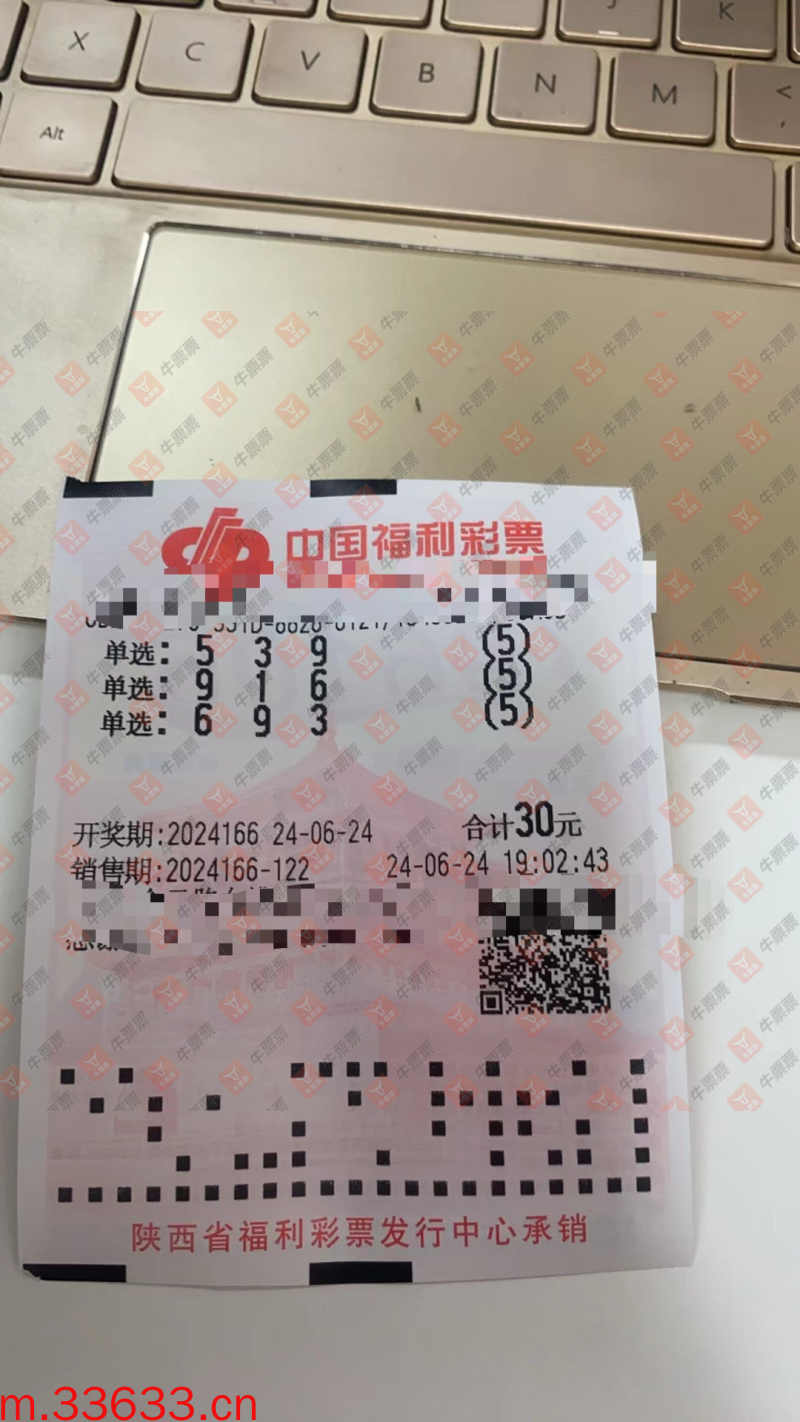 J K
X C V B N M <
Alt ,
中国福利彩票
单选: 5 3 9 (5)
单选: 9 1 6 (5)
单选: 6 9 3 (5)
开奖期:2024166 24-06-24 合计30元
销售期:2024166-122 24-06-24 19:02:43
陕西省福利彩票发行中心承销
牛票票
m.33633.cn